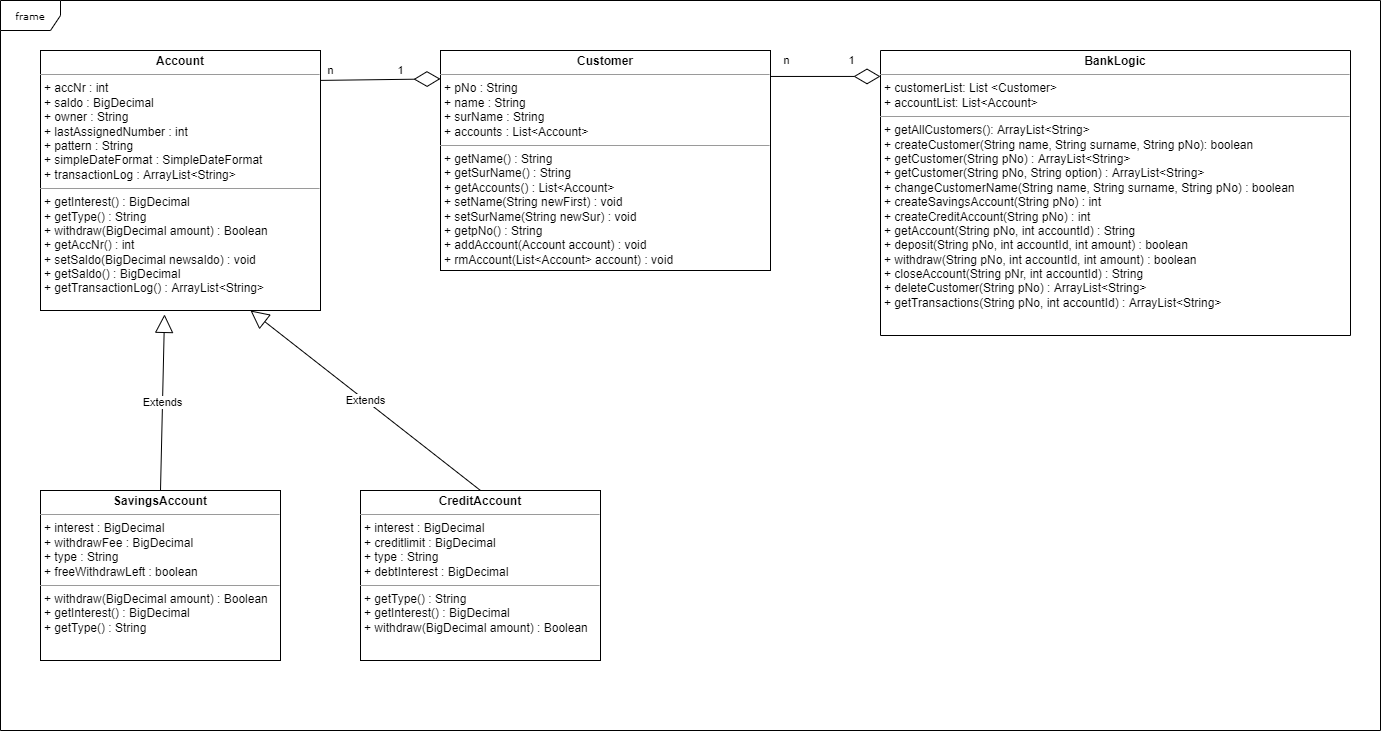 frame
Account
+ accNr : int
+ saldo : BigDecimal
+ owner : String
+ lastAssignedNumber : int
+ pattern : String
+ simpleDateFormat : SimpleDateFormat
+ transactionLog : ArrayList<String>
+ getInterest() : BigDecimal
+ getType() : String
+ withdraw(BigDecimal amount) : Boolean
+ getAccNr() : int
+ setSaldo(BigDecimal newsaldo) : void
+ getSaldo() : BigDecimal
+ getTransactionLog() : ArrayList<String>
n
1
Customer
+ pNo : String
+ name : String
+ surName : String
+ accounts : List<Account>
+ getName() : String
+ getSurName() : String
+ getAccounts() : List<Account>
+ setName(String newFirst) : void
+ setSurName(String newSur) : void
+ getpNo() : String
+ addAccount(Account account) : void
+ rmAccount(List<Account> account) : void
n
1
BankLogic
+ customerList: List <Customer>
+ accountList: List<Account>
+ getAllCustomers(): ArrayList<String>
+ createCustomer(String name, String surname, String pNo): boolean
+ getCustomer(String pNo) : ArrayList<String>
+ getCustomer(String pNo, String option) : ArrayList<String>
+ changeCustomerName(String name, String surname, String pNo) : boolean
+ createSavingsAccount(String pNo) : int
+ createCreditAccount(String pNo) : int
+ getAccount(String pNo, int accountId) : String
+ deposit(String pNo, int accountId, int amount) : boolean
+ withdraw(String pNo, int accountId, int amount) : boolean
+ closeAccount(String pNr, int accountId) : String
+ deleteCustomer(String pNo) : ArrayList<String>
+ getTransactions(String pNo, int accountId) : ArrayList<String>
Extends
Extends
SavingsAccount
+ interest : BigDecimal
+ withdrawFee : BigDecimal
+ type : String
+ freeWithdrawLeft : boolean
+ withdraw(BigDecimal amount) : Boolean
+ getInterest() : BigDecimal
+ getType() : String
CreditAccount
+ interest : BigDecimal
+ creditlimit : BigDecimal
+ type : String
+ debtInterest : BigDecimal
+ getType() : String
+ getInterest() : BigDecimal
+ withdraw(BigDecimal amount) : Boolean